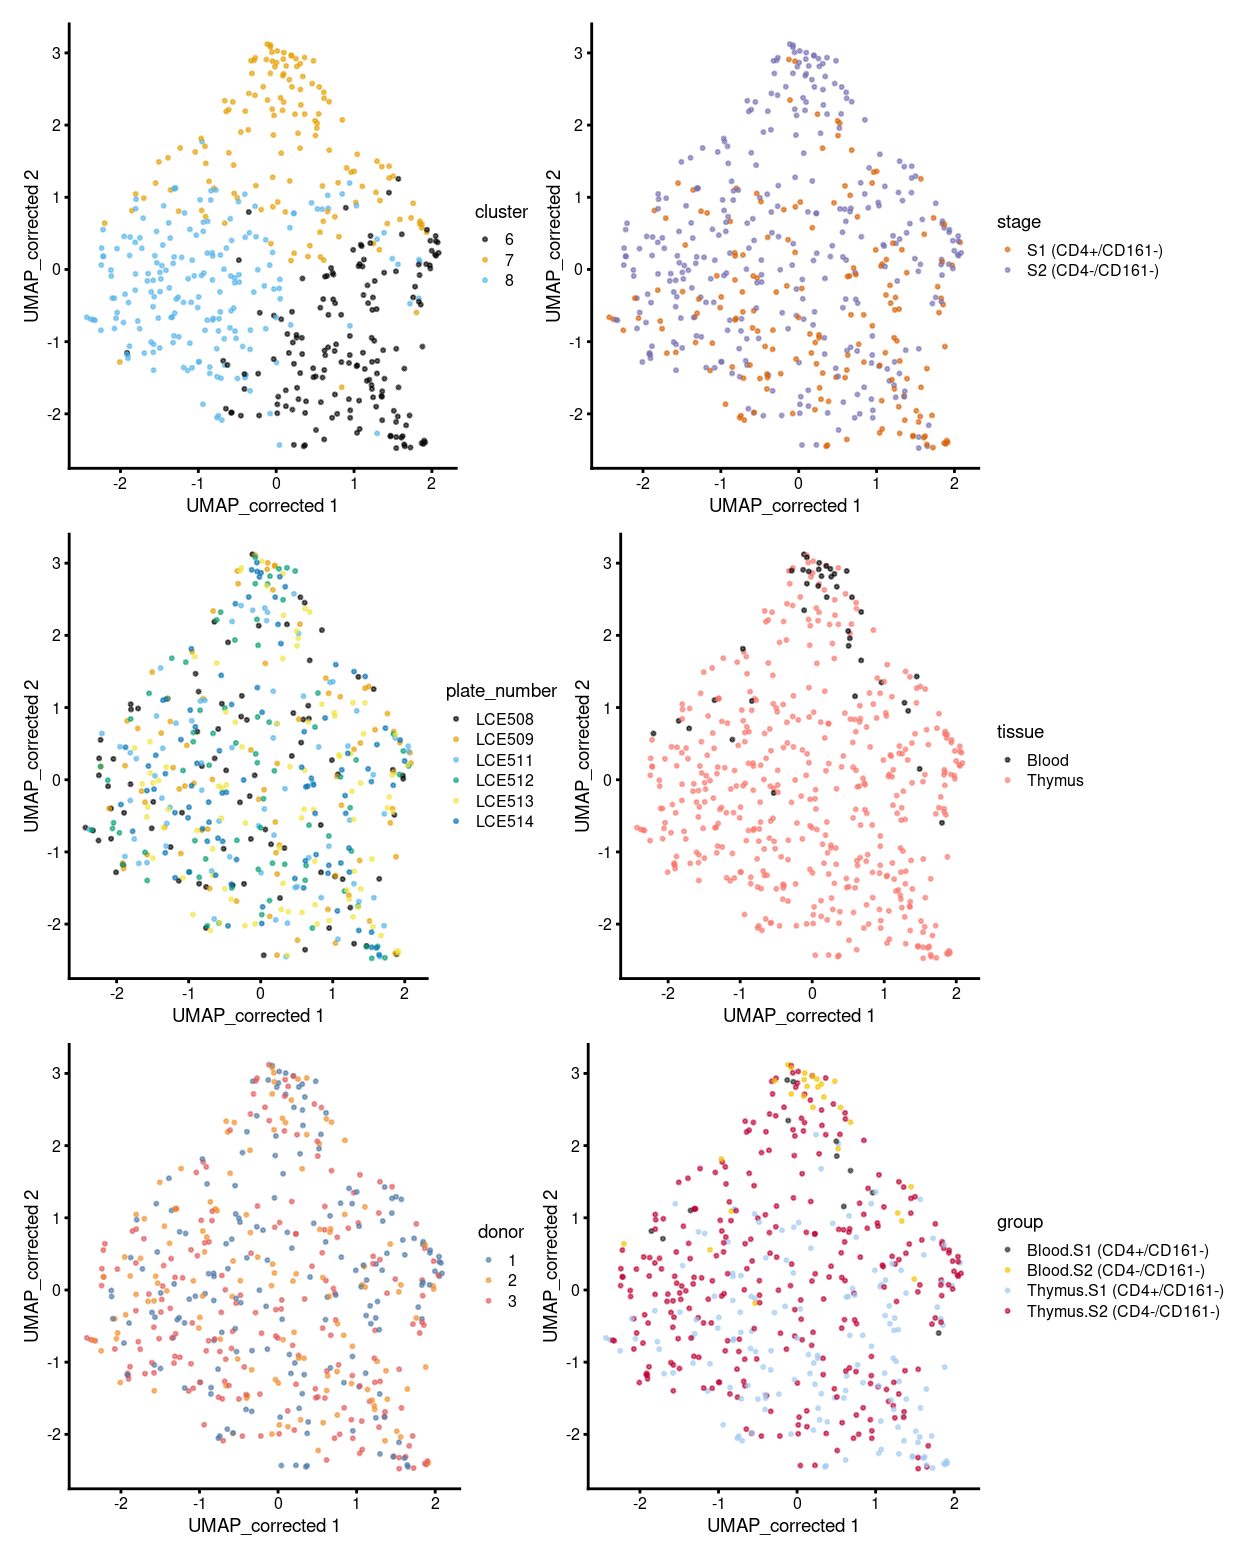 3
2
1
0
-1
-2
-2 -1 0 1 2
UMAP_corrected 1
UMAP_corrected 2
cluster
6
7
8
3
2
1
0
-1
-2
-2 -1 0 1 2
UMAP_corrected 1
UMAP_corrected 2
stage
S1 (CD4+/CD161-)
S2 (CD4-/CD161-)
3
2
1
0
-1
-2
-2 -1 0 1 2
UMAP_corrected 1
UMAP_corrected 2
plate_number
LCE508
LCE509
LCE511
LCE512
LCE513
LCE514
3
2
1
0
-1
-2
-2 -1 0 1 2
UMAP_corrected 1
UMAP_corrected 2
tissue
Blood
Thymus
3
2
1
0
-1
-2
-2 -1 0 1 2
UMAP_corrected 1
UMAP_corrected 2
donor
1
2
3
3
2
1
0
-1
-2
-2 -1 0 1 2
UMAP_corrected 1
UMAP_corrected 2
group
Blood.S1 (CD4+/CD161-)
Blood.S2 (CD4-/CD161-)
Thymus.S1 (CD4+/CD161-)
Thymus.S2 (CD4-/CD161-)